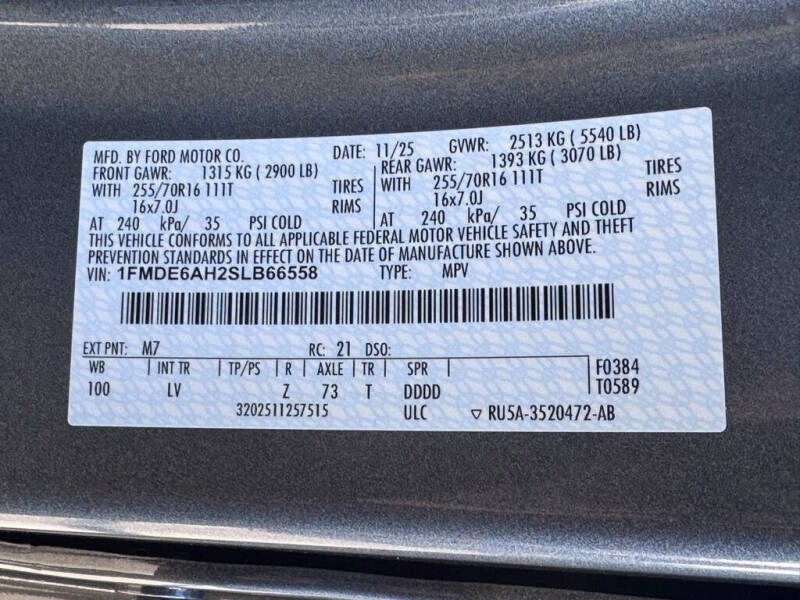 MFD. BY FORD MOTOR CO. DATE: 11/25 GVWR: 2513 KG ( 5540 LB)
FRONT GAWR: 1315 KG ( 2900 LB) REAR GAWR: 1393 KG ( 3070 LB)
WITH 255/70R16 111T TIRES WITH 255/70R16 111T TIRES
16x7.0J RIMS 16x7.0J RIMS
AT 240 kPa/ 35 PSI COLD AT 240 kPa/ 35 PSI COLD
THIS VEHICLE CONFORMS TO ALL APPLICABLE FEDERAL MOTOR VEHICLE SAFETY AND THEFT
PREVENTION STANDARDS IN EFFECT ON THE DATE OF MANUFACTURE SHOWN ABOVE.
VIN: 1FMDE6AH2SLB66558 TYPE: MPV
EXT PNT: M7 RC: 21 DSO:
WB INT TR TP/PS R AXLE TR SPR F0384
100 LV Z 73 T DDDD T0589
3202511257515 ULC ▽ RU5A-3520472-AB